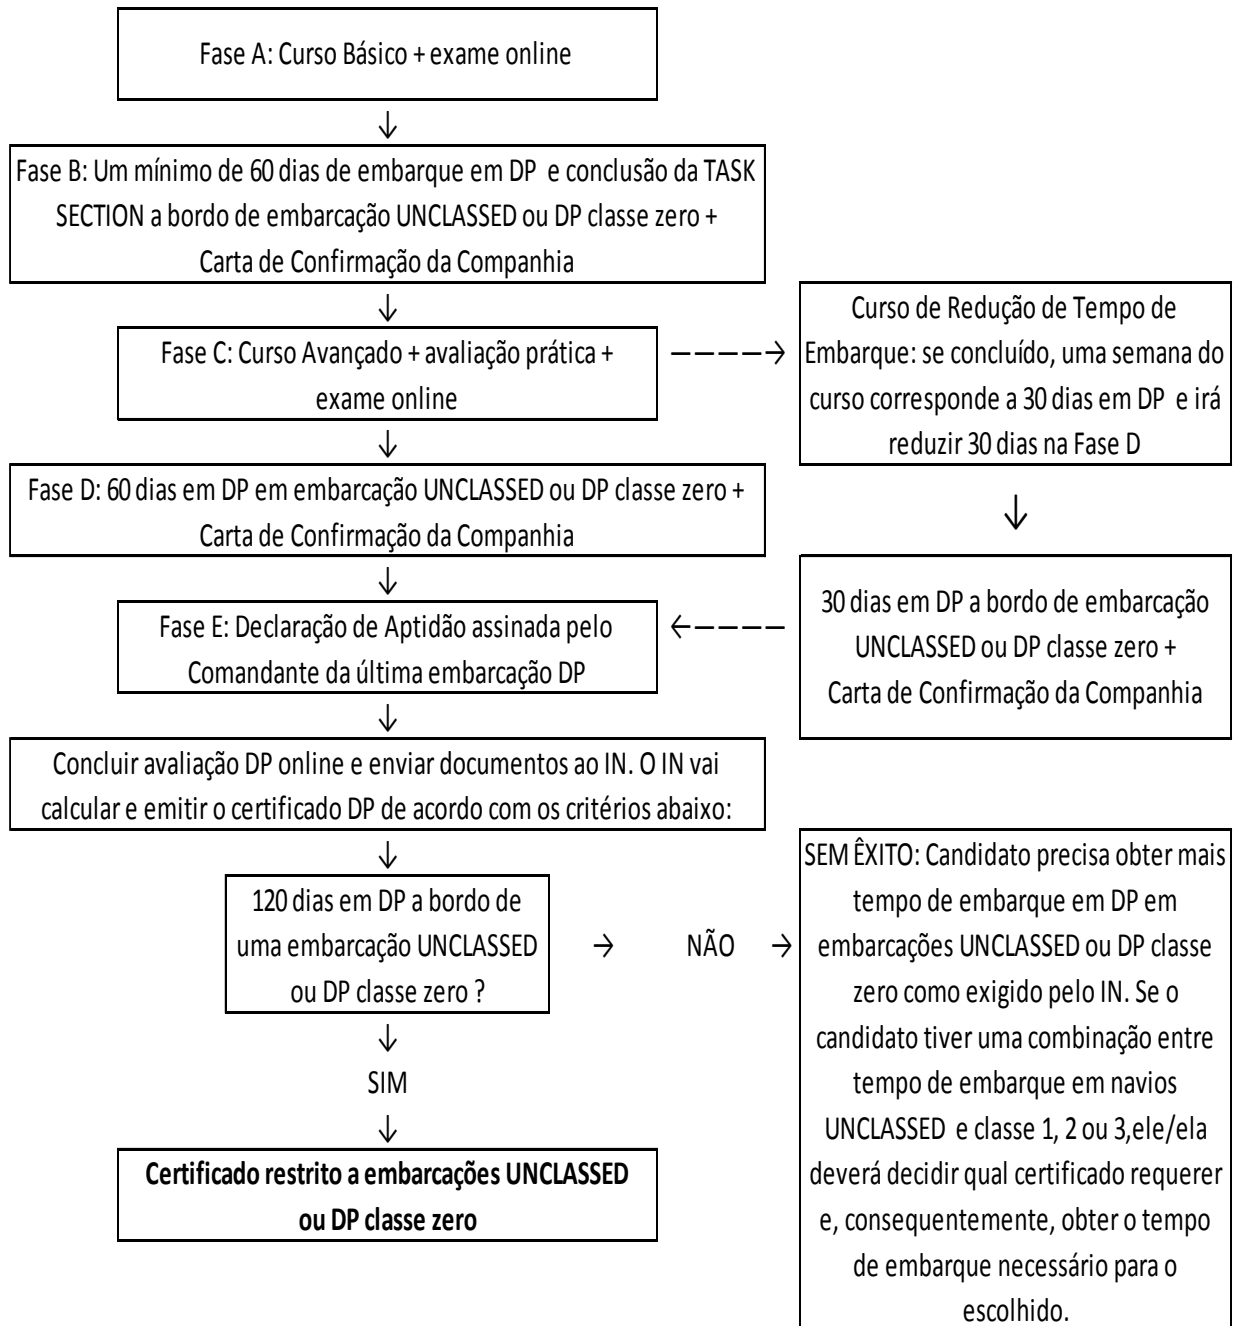 Fase A: Curso Básico + exame online
↓
Fase B: Um mínimo de 60 dias de embarque em DP e conclusão da TASK
SECTION a bordo de embarcação UNCLASSED ou DP classe zero +
Carta de Confirmação da Companhia
↓
Fase C: Curso Avançado + avaliação prática +
exame online
– – – – →
Curso de Redução de Tempo de
Embarque: se concluído, uma semana do
curso corresponde a 30 dias em DP e irá
reduzir 30 dias na Fase D
↓
↓
Fase D: 60 dias em DP em embarcação UNCLASSED ou DP classe zero +
Carta de Confirmação da Companhia
↓
30 dias em DP a bordo de embarcação
UNCLASSED ou DP classe zero +
Carta de Confirmação da Companhia
← – – – –
Fase E: Declaração de Aptidão assinada pelo
Comandante da última embarcação DP
↓
Concluir avaliação DP online e enviar documentos ao IN. O IN vai
calcular e emitir o certificado DP de acordo com os critérios abaixo:
↓
120 dias em DP a bordo de
uma embarcação UNCLASSED
ou DP classe zero ?
→ NÃO →
SEM ÊXITO: Candidato precisa obter mais
tempo de embarque em DP em
embarcações UNCLASSED ou DP classe
zero como exigido pelo IN. Se o
candidato tiver uma combinação entre
tempo de embarque em navios
UNCLASSED e classe 1, 2 ou 3,ele/ela
deverá decidir qual certificado requerer
e, consequentemente, obter o tempo
de embarque necessário para o
escolhido.
↓
SIM
↓
Certificado restrito a embarcações UNCLASSED
ou DP classe zero